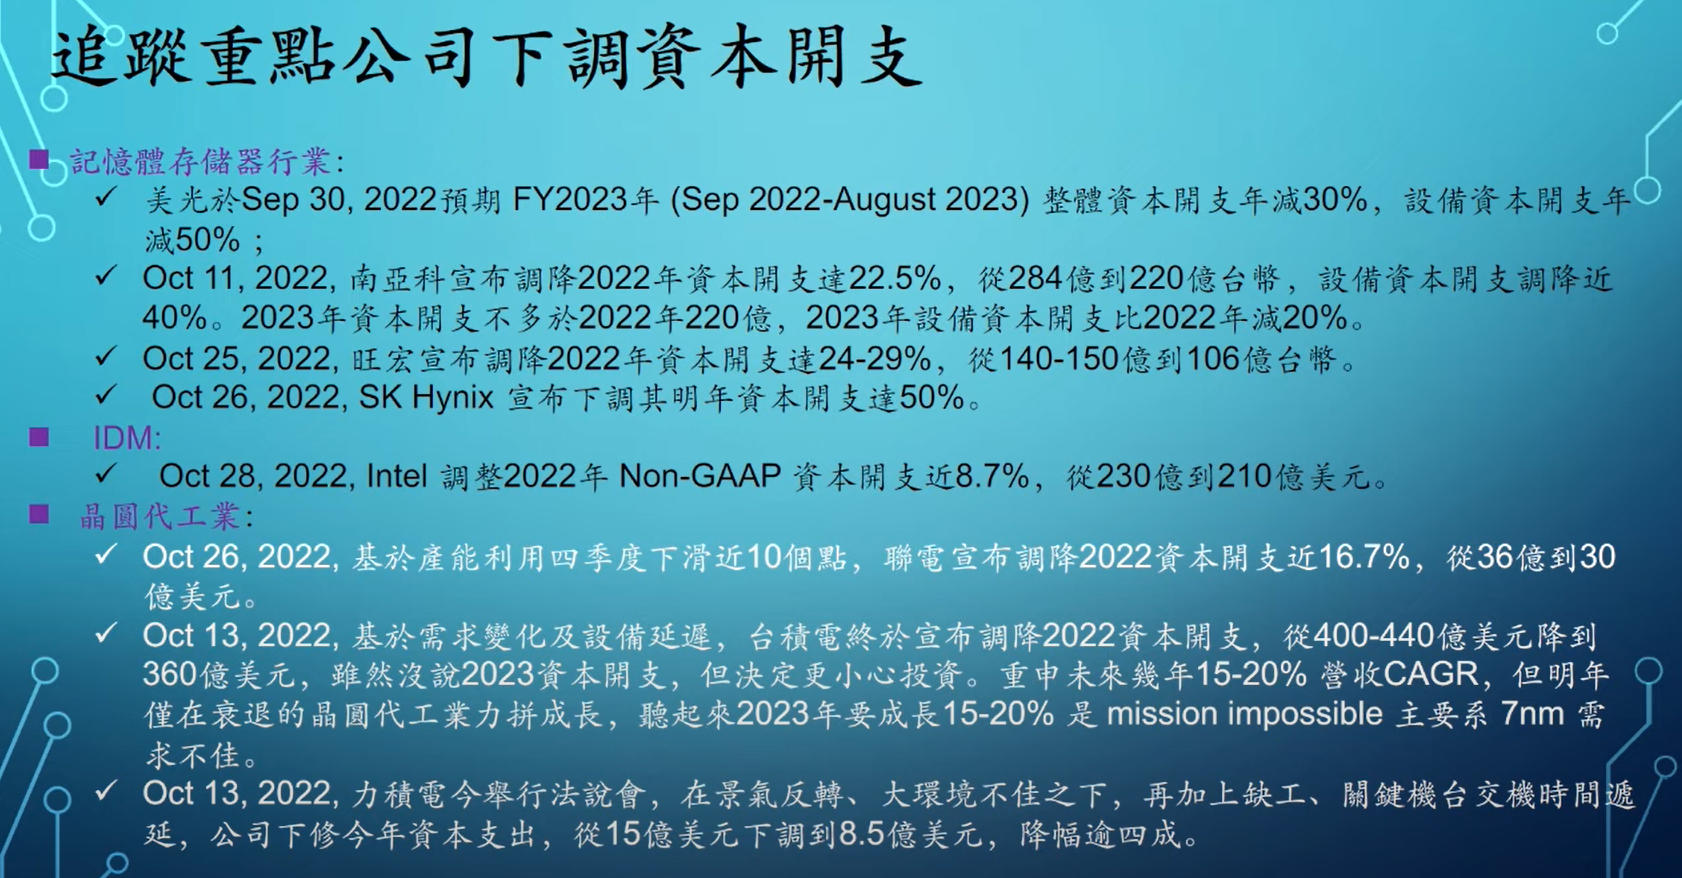 追蹤重點公司下調資本開支
記憶體存儲器行業:
美光於Sep 30, 2022預期 FY2023年 (Sep 2022-August 2023) 整體資本開支年減30%，設備資本開支年
減50%；
Oct 11, 2022, 南亞科宣布調降2022年資本開支達22.5%，從284億到220億台幣，設備資本開支調降近
40%。2023年資本開支不多於2022年220億，2023年設備資本開支比2022年減20%。
Oct 25, 2022, 旺宏宣布調降2022年資本開支達24-29%，從140-150億到106億台幣。
Oct 26, 2022, SK Hynix 宣布下調其明年資本開支達50%。
IDM:
Oct 28, 2022, Intel 調整2022年 Non-GAAP 資本開支近8.7%，從230億到210億美元。
晶圓代工業:
Oct 26, 2022, 基於產能利用四季度下滑近10個點，聯電宣布調降2022資本開支近16.7%，從36億到30
億美元。
Oct 13, 2022, 基於需求變化及設備延遲，台積電終於宣布調降2022資本開支，從400-440億美元降到
360億美元，雖然沒說2023資本開支，但決定更小心投資。重申未來幾年15-20% 營收CAGR，但明年
僅在衰退的晶圓代工業力拼成長，聽起來2023年要成長15-20% 是 mission impossible 主要系 7nm 需
求不佳。
Oct 13, 2022, 力積電今舉行法說會，在景氣反轉、大環境不佳之下，再加上缺工、關鍵機台交機時間遞
延，公司下修今年資本支出，從15億美元下調到8.5億美元，降幅逾四成。